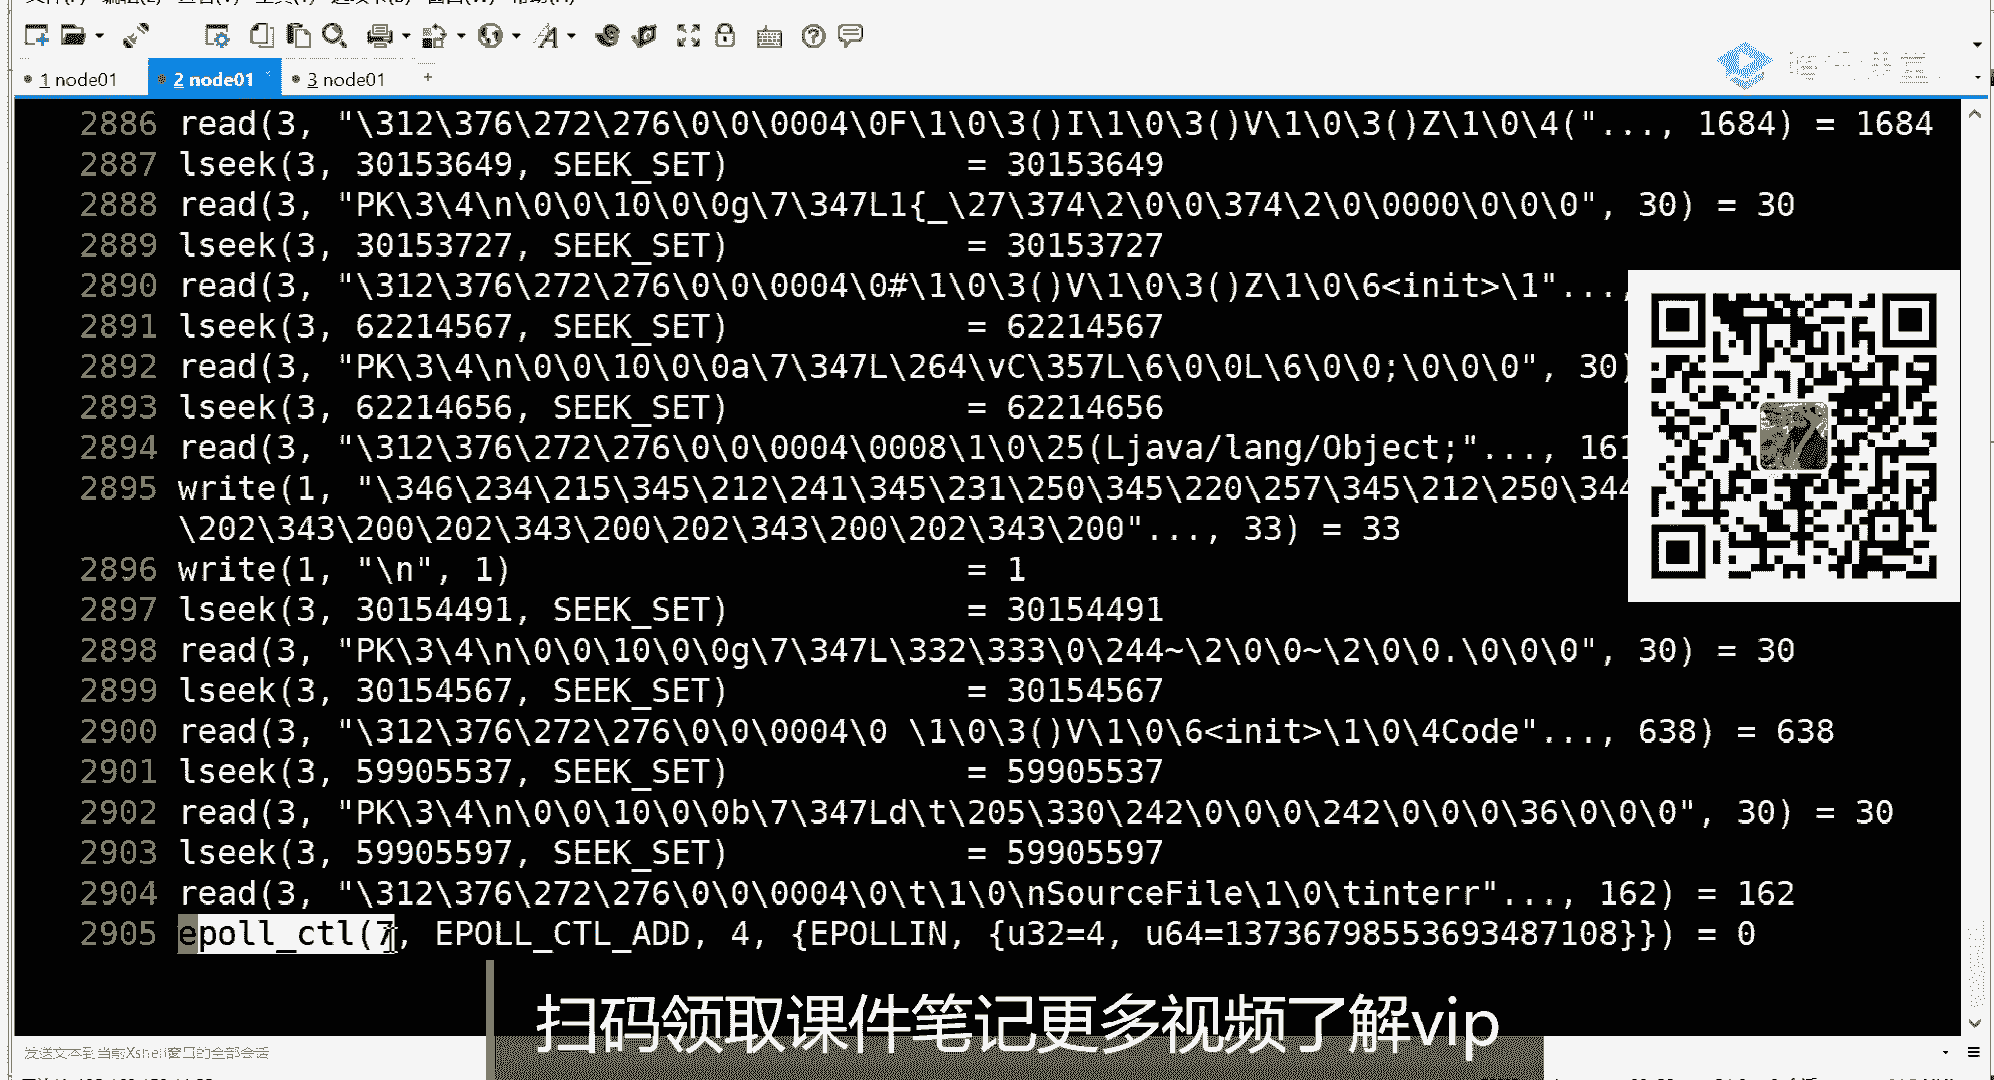 1 node01
2 node01
3 node01
+
2886 read(3, "\312\376\272\276\0\0\0004\0F\1\0\3()I\1\0\3()V\1\0\3()Z\1\0\4("..., 1684) = 1684
2887 lseek(3, 30153649, SEEK_SET) = 30153649
2888 read(3, "PK\3\4\n\0\0\10\0\0g\7\347L1{_\27\374\2\0\0\374\2\0\0000\0\0\0", 30) = 30
2889 lseek(3, 30153727, SEEK_SET) = 30153727
2890 read(3, "\312\376\272\276\0\0\0004\0#\1\0\3()V\1\0\3()Z\1\0\6<init>\1"...,
2891 lseek(3, 62214567, SEEK_SET) = 62214567
2892 read(3, "PK\3\4\n\0\0\10\0\0a\7\347L\264\vC\357L\6\0\0L\6\0\0;\0\0\0", 30)
2893 lseek(3, 62214656, SEEK_SET) = 62214656
2894 read(3, "\312\376\272\276\0\0\0004\0008\1\0\25(Ljava/lang/Object;"..., 161
2895 write(1, "\346\234\215\345\212\241\345\231\250\345\220\257\345\212\250\344
\202\343\200\202\343\200\202\343\200\202\343\200"..., 33) = 33
2896 write(1, "\n", 1) = 1
2897 lseek(3, 30154491, SEEK_SET) = 30154491
2898 read(3, "PK\3\4\n\0\0\10\0\0g\7\347L\332\333\0\244~\2\0\0~\2\0\0.\0\0\0", 30) = 30
2899 lseek(3, 30154567, SEEK_SET) = 30154567
2900 read(3, "\312\376\272\276\0\0\0004\0 \1\0\3()V\1\0\6<init>\1\0\4Code"..., 638) = 638
2901 lseek(3, 59905537, SEEK_SET) = 59905537
2902 read(3, "PK\3\4\n\0\0\10\0\0b\7\347Ld\t\205\330\242\0\0\0\242\0\0\0\36\0\0\0", 30) = 30
2903 lseek(3, 59905597, SEEK_SET) = 59905597
2904 read(3, "\312\376\272\276\0\0\0004\0\t\1\0\nSourceFile\1\0\tinterr"..., 162) = 162
2905 epoll_ctl(7, EPOLL_CTL_ADD, 4, {EPOLLIN, {u32=4, u64=13736798553693487108}}) = 0
扫码领取课件笔记更多视频了解vip
发送文本到当前Xshell窗口的全部会话